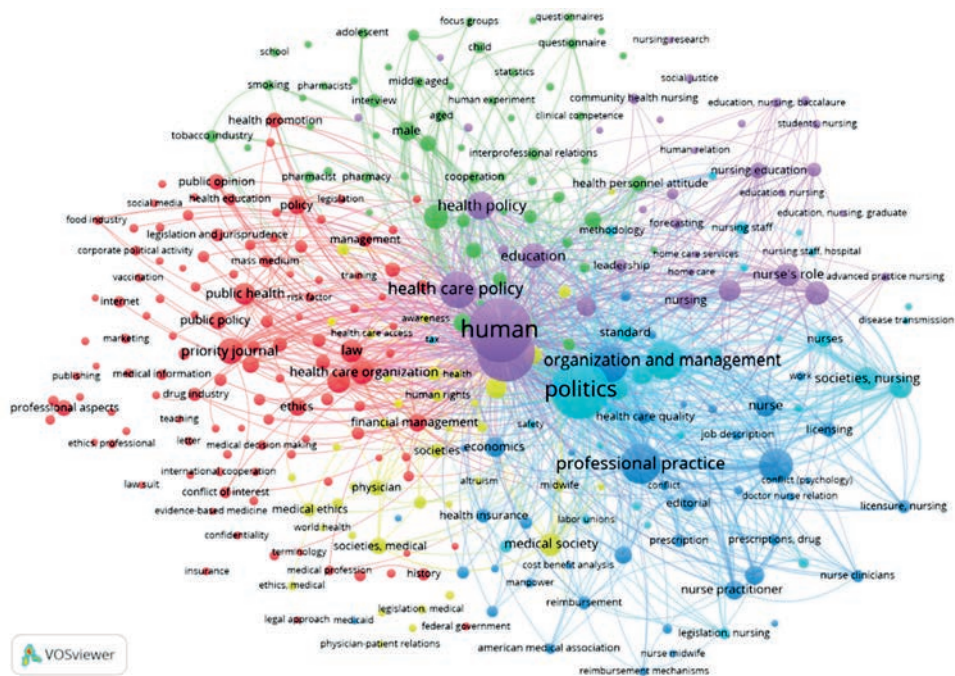 focus groups
questionnaires
adolescent
nursing research
school
child
questionnaire
statistics
social justice
smoking
pharmacists
middle aged
interview
human experiment
community health nursing
education, nursing, baccalaure
aged
clinical competence
students, nursing
health promotion
male
tobacco industry
human relation
interprofessional relations
nursing education
pharmacist
pharmacy
cooperation
public opinion
health personnel attitude
education, nursing
social media
health education
legislation
policy
health policy
education, nursing, graduate
food industry
forecasting
methodology
nursing staff
legislation and jurisprudence
management
corporate political activity
mass medium
education
home care services
nursing staff, hospital
leadership
home care
nurse's role
advanced practice nursing
vaccination
training
health care policy
internet
public health
risk factor
nursing
awareness
human
disease transmission
marketing
public policy
health care access
tax
standard
nurses
priority journal
law
organization and management
publishing
medical information
health care organization
health
work
societies, nursing
drug industry
human rights
politics
professional aspects
ethics
teaching
financial management
health care quality
nurse
safety
ethics professional
letter
medical decision making
societies
economics
job description
licensing
international cooperation
professional practice
law suit
conflict of interest
physician
altruism
midwife
conflict
conflict (psychology)
doctor nurse relation
evidence-based medicine
medical ethics
health insurance
editorial
licensure, nursing
world health
labor unions
confidentiality
societies, medical
medical society
prescription
prescriptions, drug
terminology
cost benefit analysis
insurance
medical profession
history
manpower
nurse clinicians
ethics, medical
reimbursement
nurse practitioner
legislation, medical
legal approach
medicaid
federal government
legislation, nursing
physician-patient relations
american medical association
nurse midwife
reimbursement mechanisms
VOSviewer